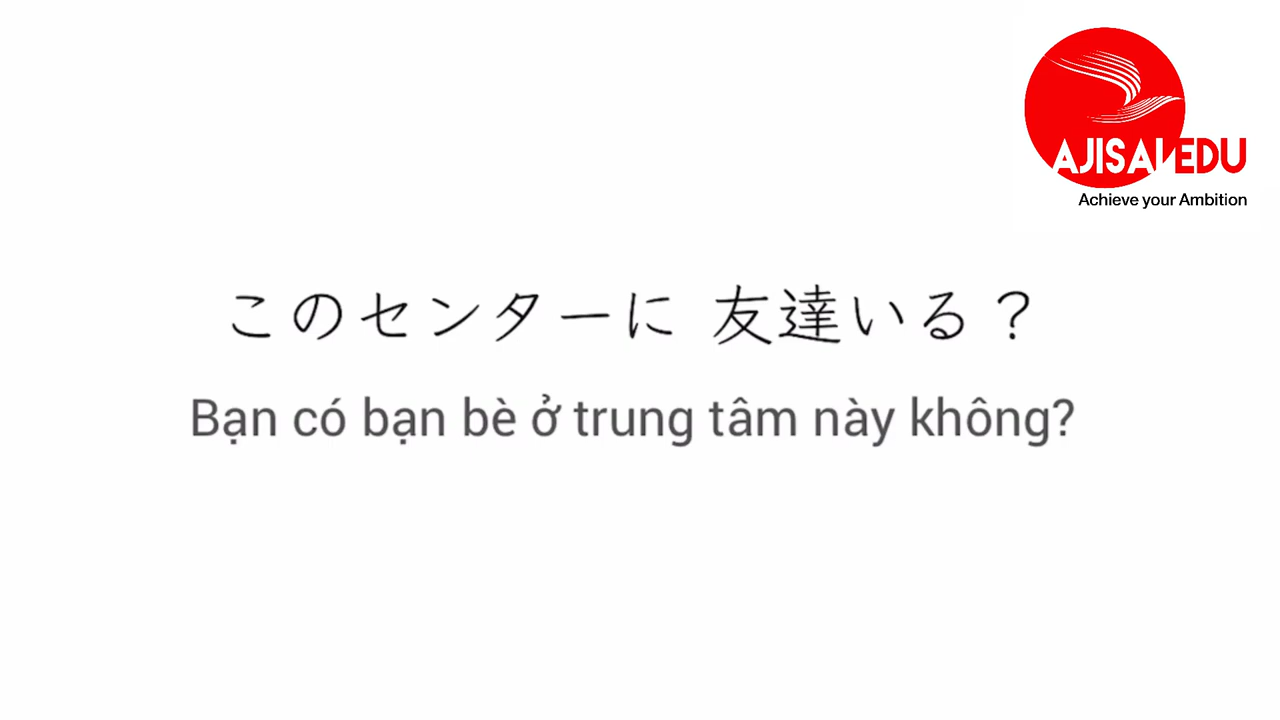 AJISAI EDU
Achieve your Ambition
このセンターに 友達いる？
Bạn có bạn bè ở trung tâm này không?